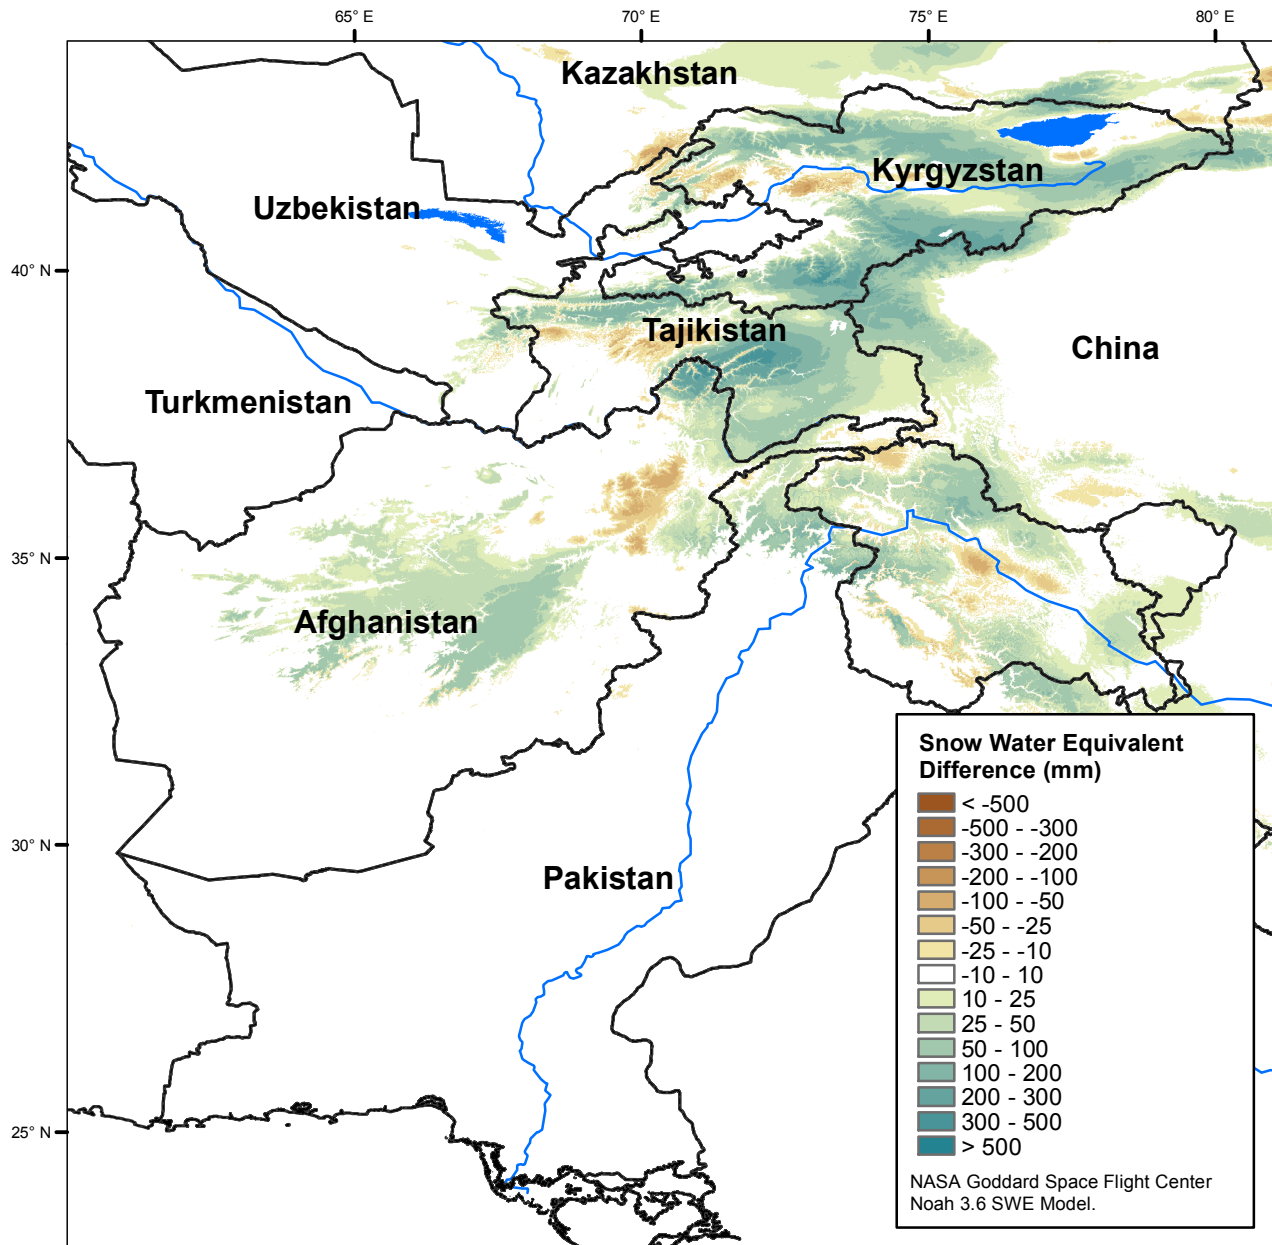 65° E
70° E
75° E
80° E
Kazakhstan
Kyrgyzstan
Uzbekistan
40° N
Tajikistan
China
Turkmenistan
35° N
Afghanistan
Snow Water Equivalent
Difference (mm)
< -500
-500 - -300
-300 - -200
-200 - -100
-100 - -50
-50 - -25
-25 - -10
-10 - 10
10 - 25
25 - 50
50 - 100
100 - 200
200 - 300
300 - 500
> 500
NASA Goddard Space Flight Center
Noah 3.6 SWE Model.
30° N
Pakistan
25° N